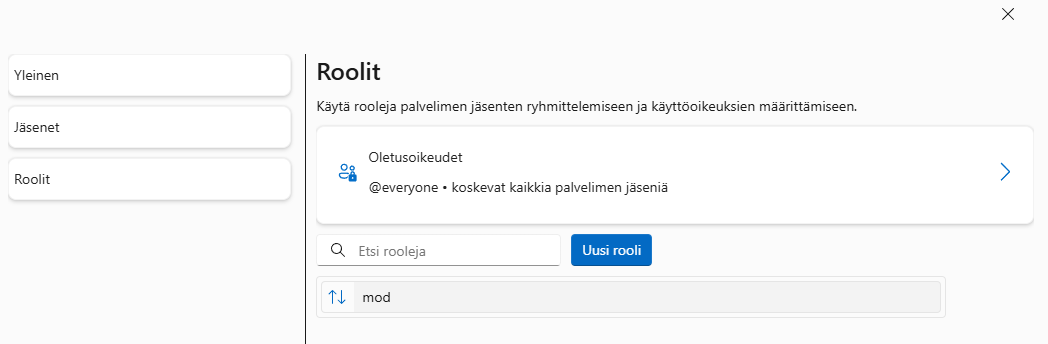 Yleinen
Jäsenet
Roolit
Roolit
Käytä rooleja palvelimen jäsenten ryhmittelemiseen ja käyttöoikeuksien määrittämiseen.
Oletusoikeudet
@everyone • koskevat kaikkia palvelimen jäseniä
Etsi rooleja
Uusi rooli
mod